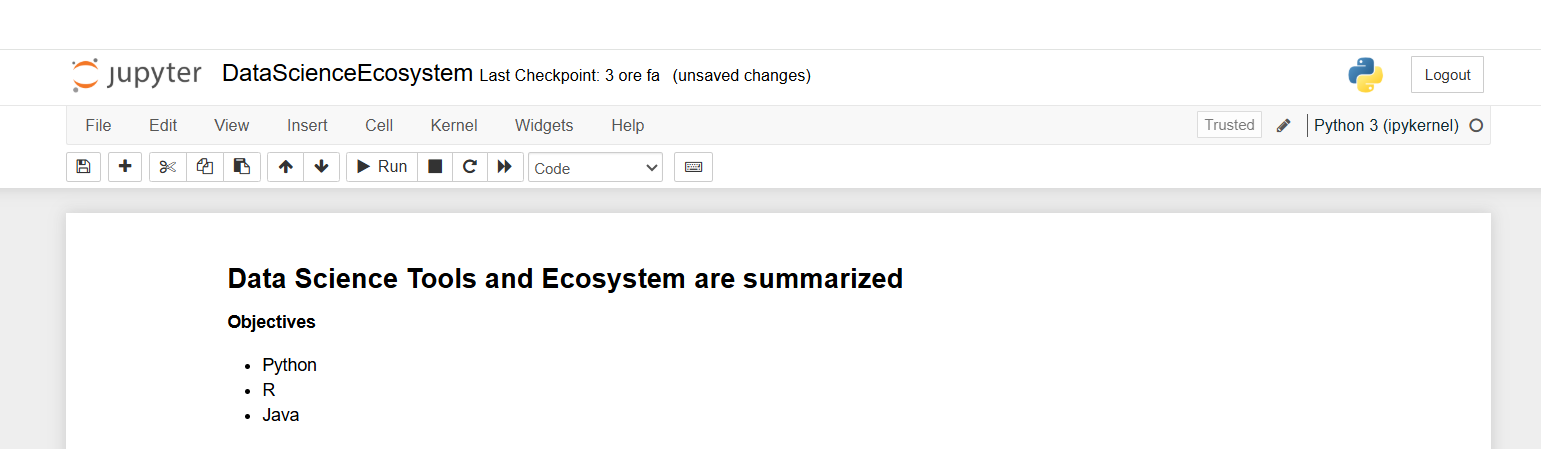 jupyter DataScienceEcosystem Last Checkpoint: 3 ore fa (unsaved changes) Logout
File Edit View Insert Cell Kernel Widgets Help Trusted Python 3 (ipykernel)
Run Code
Data Science Tools and Ecosystem are summarized
Objectives
Python
R
Java